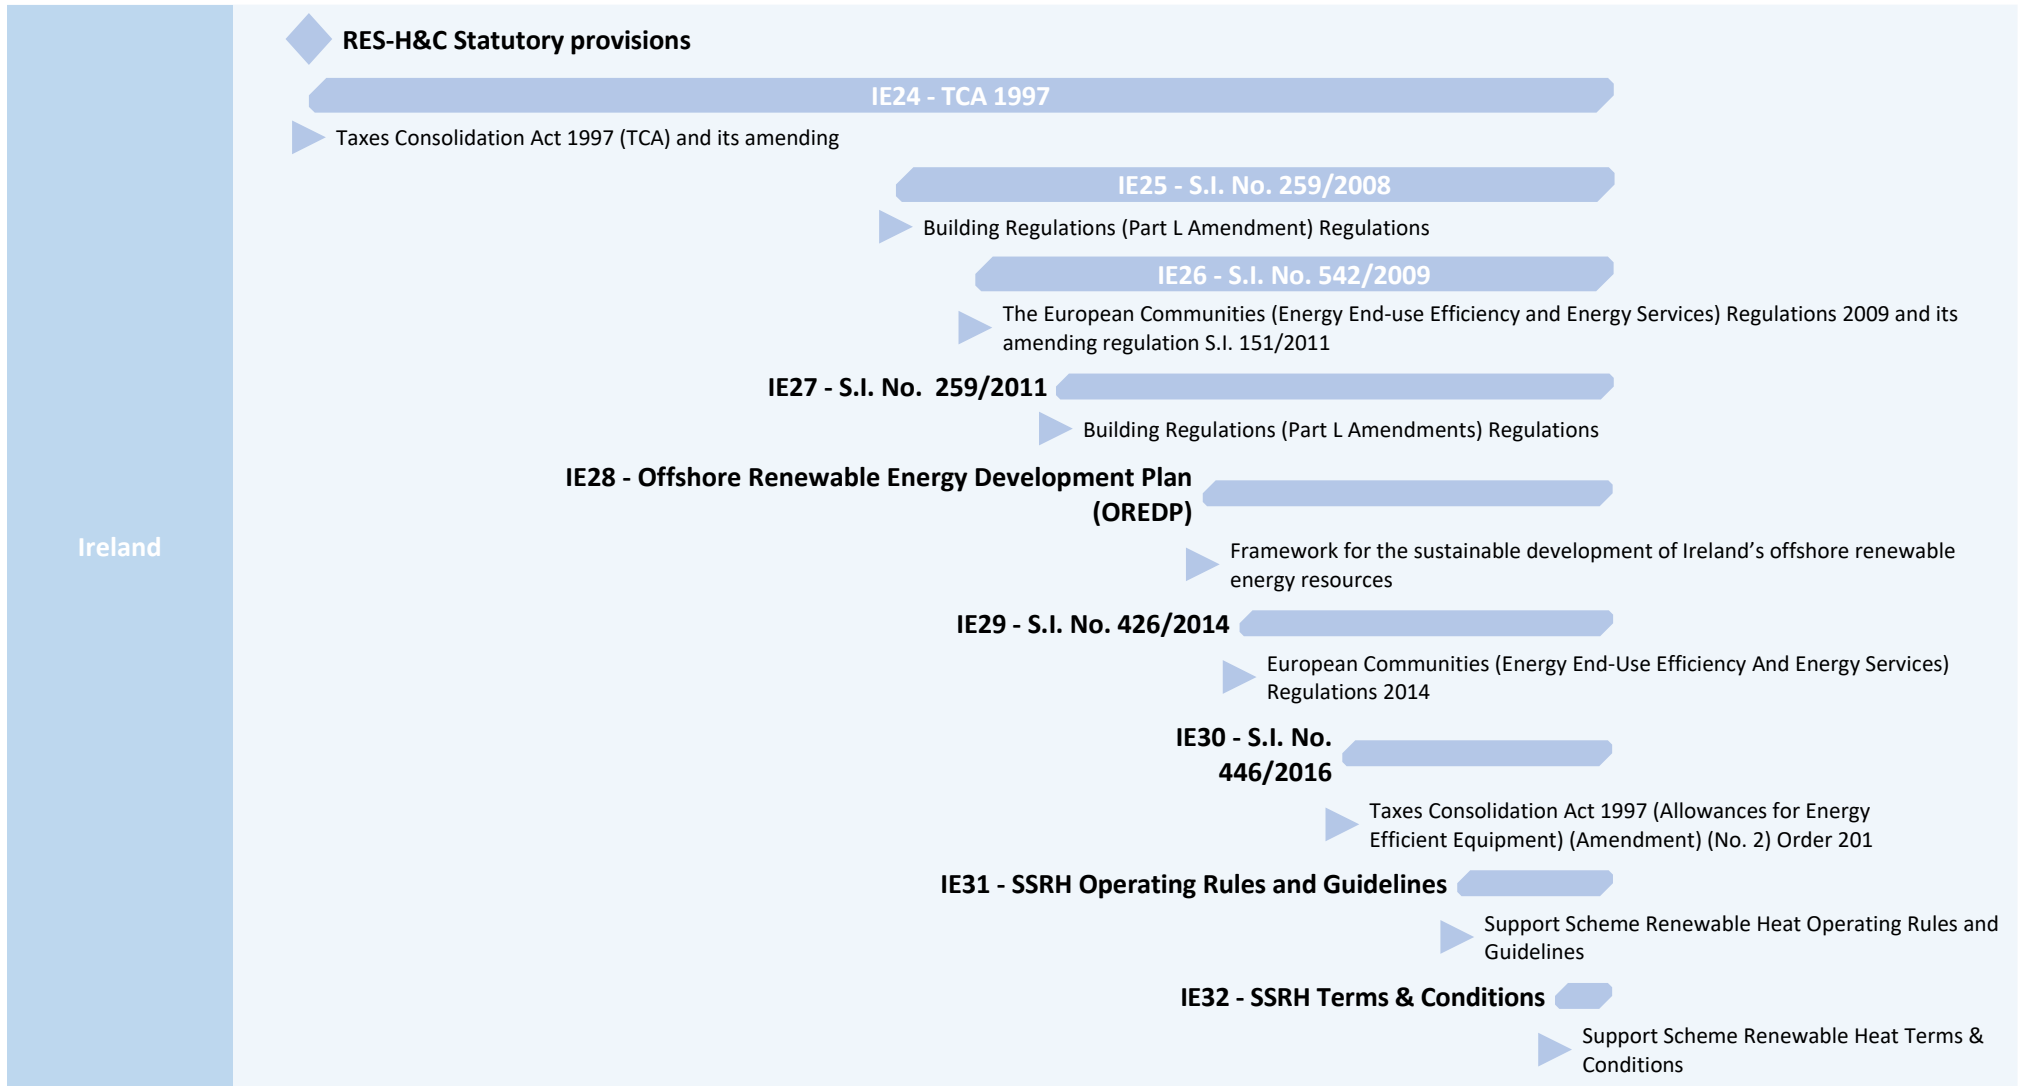 Ireland
RES-H&C Statutory provisions
IE24 - TCA 1997
Taxes Consolidation Act 1997 (TCA) and its amending
IE25 - S.I. No. 259/2008
Building Regulations (Part L Amendment) Regulations
IE26 - S.I. No. 542/2009
The European Communities (Energy End-use Efficiency and Energy Services) Regulations 2009 and its
amending regulation S.I. 151/2011
IE27 - S.I. No.  259/2011
Building Regulations (Part L Amendments) Regulations
IE28 - Offshore Renewable Energy Development Plan
(OREDP)
Framework for the sustainable development of Ireland’s offshore renewable
energy resources
IE29 - S.I. No. 426/2014
European Communities (Energy End-Use Efficiency And Energy Services)
Regulations 2014
IE30 - S.I. No.
446/2016
Taxes Consolidation Act 1997 (Allowances for Energy
Efficient Equipment) (Amendment) (No. 2) Order 201
IE31 - SSRH Operating Rules and Guidelines
Support Scheme Renewable Heat Operating Rules and
Guidelines
IE32 - SSRH Terms & Conditions
Support Scheme Renewable Heat Terms &
Conditions